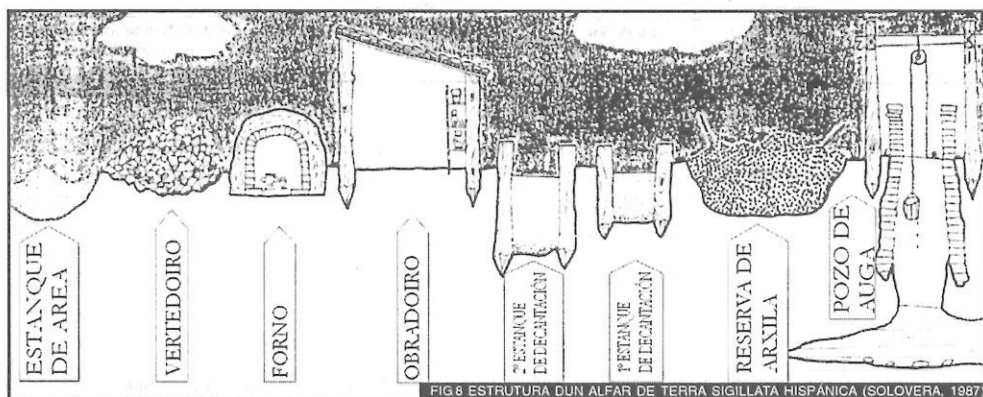 ESTANQUE
DE AREA
VERTEDOIRO
FORNO
OBRADOIRO
2º ESTANQUE
DE DECANTACIÓN
1º ESTANQUE
DE DECANTACIÓN
RESERVA DE
ARXILA
POZO DE
AUGA
FIG.8 ESTRUTURA DUN ALFAR DE TERRA SIGILLATA HISPÁNICA (SOLOVERA, 1987)